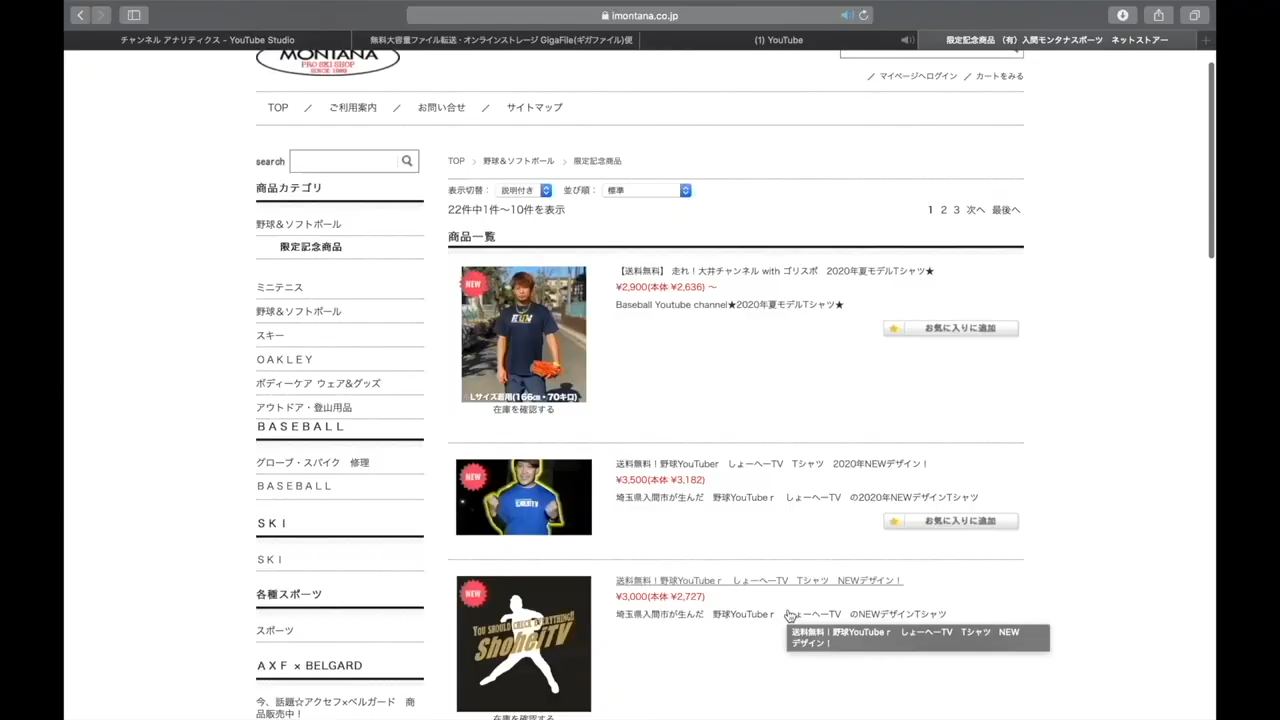 imontana.co.jp
チャンネル アナリティクス - YouTube Studio
無料大容量ファイル転送・オンラインストレージ GigaFile(ギガファイル)便
(1) YouTube
限定記念商品 （有）入間モンタナスポーツ ネットストアー
MONTANA
PRO SKI SHOP
／ マイページへログイン ／ カートをみる
TOP ／ ご利用案内 ／ お問い合せ ／ サイトマップ
search
商品カテゴリ
野球＆ソフトボール
限定記念商品
ミニテニス
野球＆ソフトボール
スキー
ＯＡＫＬＥＹ
ボディーケア ウェア&グッズ
アウトドア・登山用品
ＢＡＳＥＢＡＬＬ
グローブ・スパイク 修理
ＢＡＳＥＢＡＬＬ
ＳＫＩ
ＳＫＩ
各種スポーツ
スポーツ
ＡＸＦ × BELGARD
今、話題☆アクセフ×ベルガード 商
品販売中！
TOP > 野球＆ソフトボール > 限定記念商品
表示切替： 説明付き 並び順： 標準
22件中1件〜10件を表示
1 2 3 次へ 最後へ
商品一覧
NEW
Lサイズ着用(166㎝・70キロ)
在庫を確認する
【送料無料】 走れ！大井チャンネル with ゴリスポ 2020年夏モデルTシャツ★
¥2,900(本体 ¥2,636) 〜
Baseball Youtube channel★2020年夏モデルTシャツ★
お気に入りに追加
NEW
送料無料！野球YouTuber しょーへーTV Tシャツ 2020年NEWデザイン！
¥3,500(本体 ¥3,182)
埼玉県入間市が生んだ 野球YouTubeｒ しょーへーTV の2020年NEWデザインTシャツ
お気に入りに追加
NEW
YOU SHOULD CHECK EVERYTHING!!
ShoheiTV
送料無料！野球YouTubeｒ しょーへーTV Tシャツ NEWデザイン！
¥3,000(本体 ¥2,727)
埼玉県入間市が生んだ 野球YouTubeｒ しょーへーTV のNEWデザインTシャツ
送料無料！野球YouTubeｒ しょーへーTV Tシャツ NEW
デザイン！
在庫を確認する